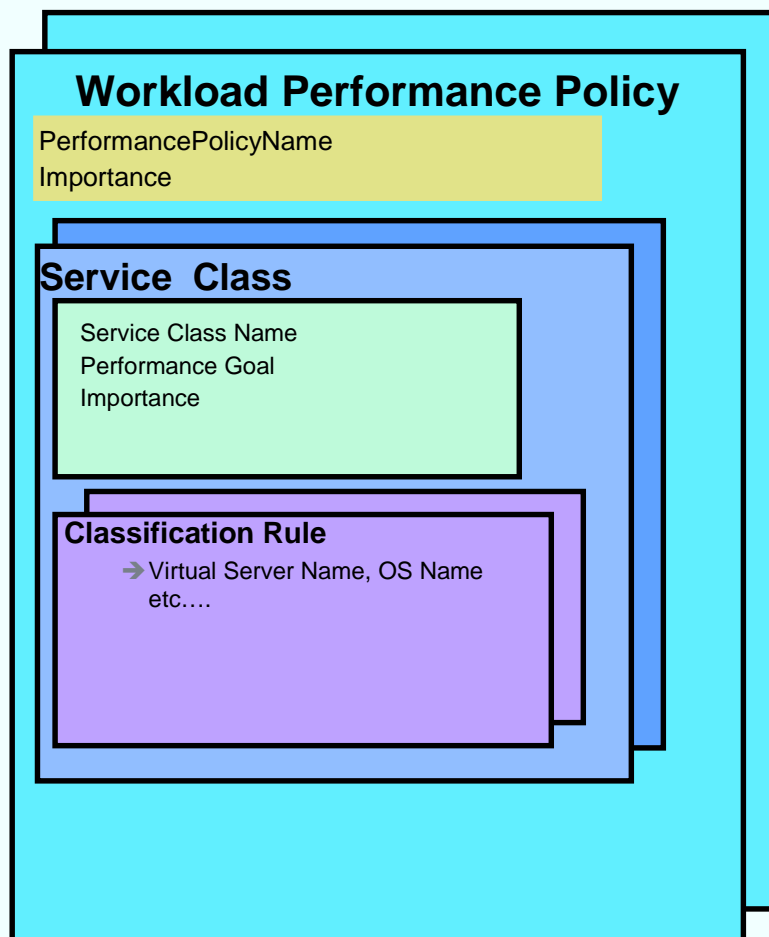 Workload Performance Policy
PerformancePolicyName
Importance
Service  Class
Service Class Name
Performance Goal
Importance
Classification Rule
➔ Virtual Server Name, OS Name
etc….